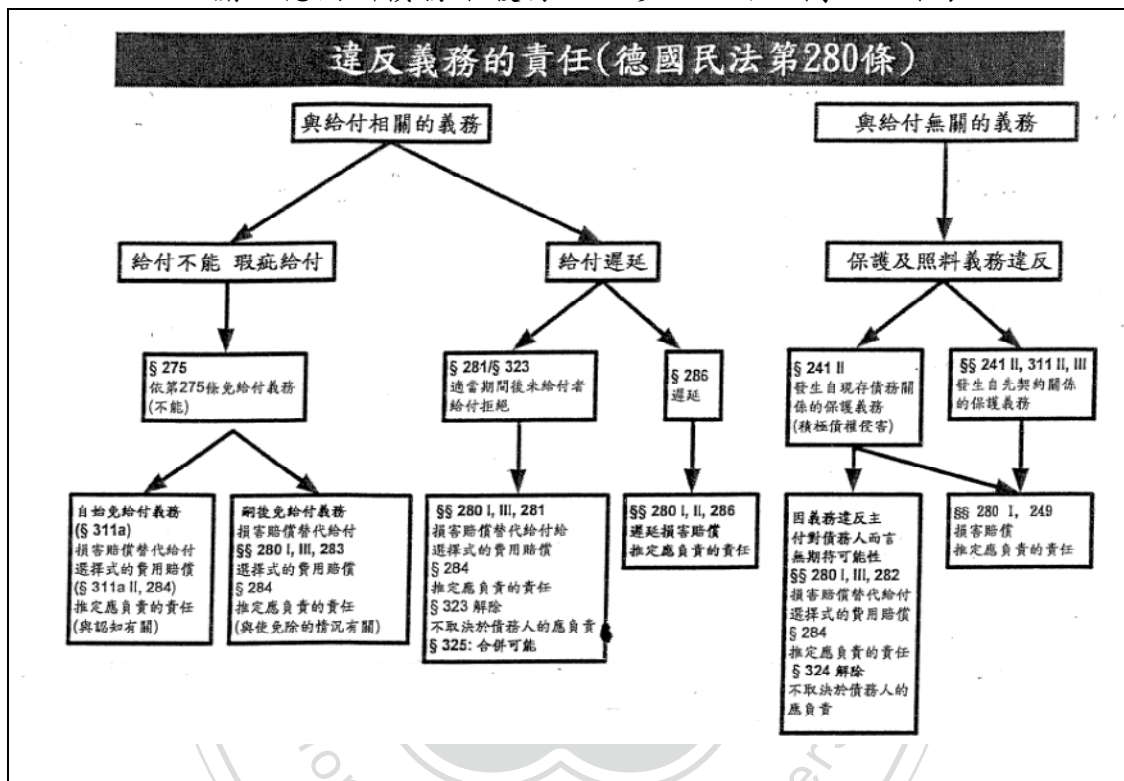 違反義務的責任(德國民法第280條)
與給付相關的義務
與給付無關的義務
給付不能 瑕疵給付
給付遲延
保護及照料義務違反
§ 275
依第275條免給付義務
(不能)
§ 281/§ 323
適當期間後未給付者
給付拒絕
§ 286
遲延
§ 241 II
發生自現存債務關
係的保護義務
(積極債權侵害)
§§ 241 II, 311 II, III
發生自先契約關係
的保護義務
自始免給付義務
(§ 311a)
損害賠償替代給付
選擇式的費用賠償
(§ 311a II, 284)
推定應負責的責任
(與認知有關)
嗣後免給付義務
損害賠償替代給付
§§ 280 I, III, 283
選擇式的費用賠償
§ 284
推定應負責的責任
(與使免除的情況有關)
§§ 280 I, III, 281
損害賠償替代給付給
選擇式的費用賠償
§ 284
推定應負責的責任
§ 323 解除
不取決於債務人的應負責
§ 325: 合併可能
§§ 280 I, II, 286
遲延損害賠償
推定應負責的責任
因義務違反主
付對債務人而言
無期待可能性
§§ 280 I, III, 282
損害賠償替代給付
選擇式的費用賠償
§ 284
推定應負責的責任
§ 324 解除
不取決於債務人的
應負責
§§ 280 I, 249
損害賠償
推定應負責的責任